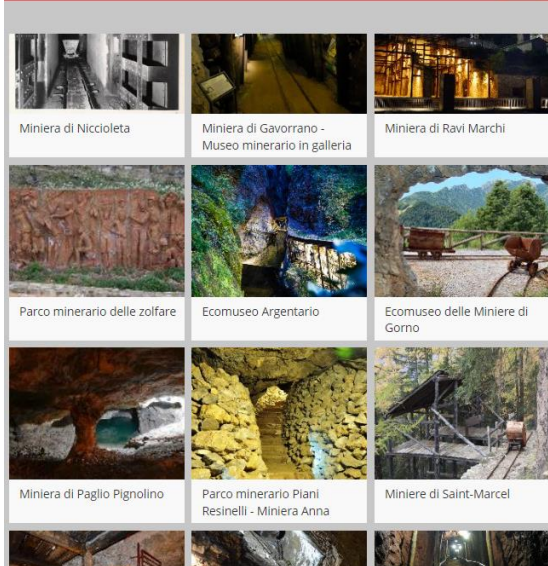 Miniera di Niccioleta
Miniera di Gavorrano -
Museo minerario in galleria
Miniera di Ravi Marchi
Parco minerario delle zolfare
Ecomuseo Argentario
Ecomuseo delle Miniere di
Gorno
Miniera di Paglio Pignolino
Parco minerario Piani
Resinelli - Miniera Anna
Miniere di Saint-Marcel